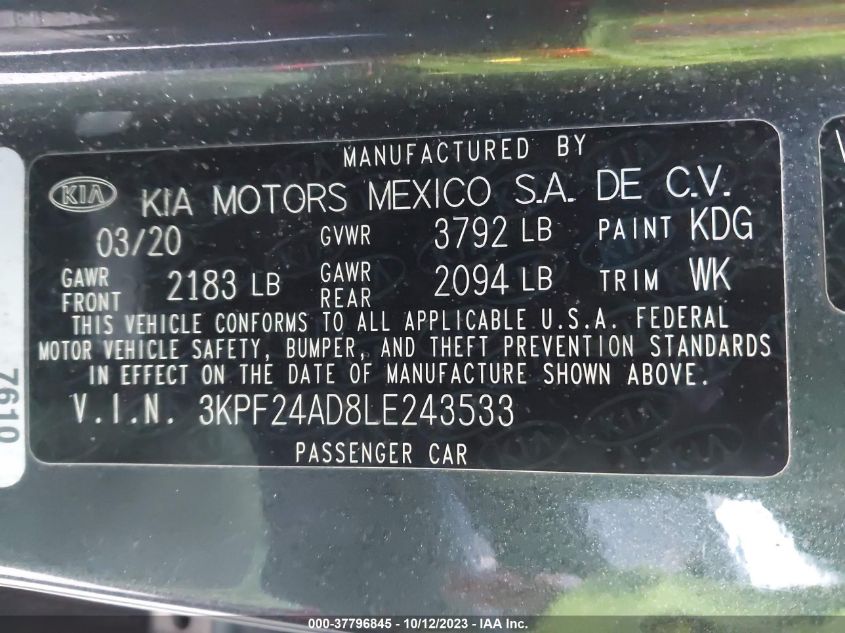 MANUFACTURED BY
KIA KIA MOTORS MEXICO S.A. DE C.V.
03/20 GVWR 3792 LB PAINT KDG
GAWR FRONT 2183 LB GAWR REAR 2094 LB TRIM WK
THIS VEHICLE CONFORMS TO ALL APPLICABLE U.S.A. FEDERAL
MOTOR VEHICLE SAFETY, BUMPER, AND THEFT PREVENTION STANDARDS
IN EFFECT ON THE DATE OF MANUFACTURE SHOWN ABOVE.
V.I.N. 3KPF24AD8LE243533
PASSENGER CAR
7610
000-37796845 - 10/12/2023 - IAA Inc.